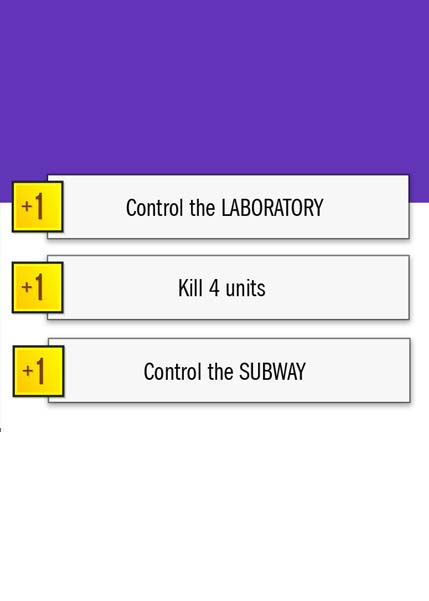 +1 Control the LABORATORY
+1 Kill 4 units
+1 Control the SUBWAY